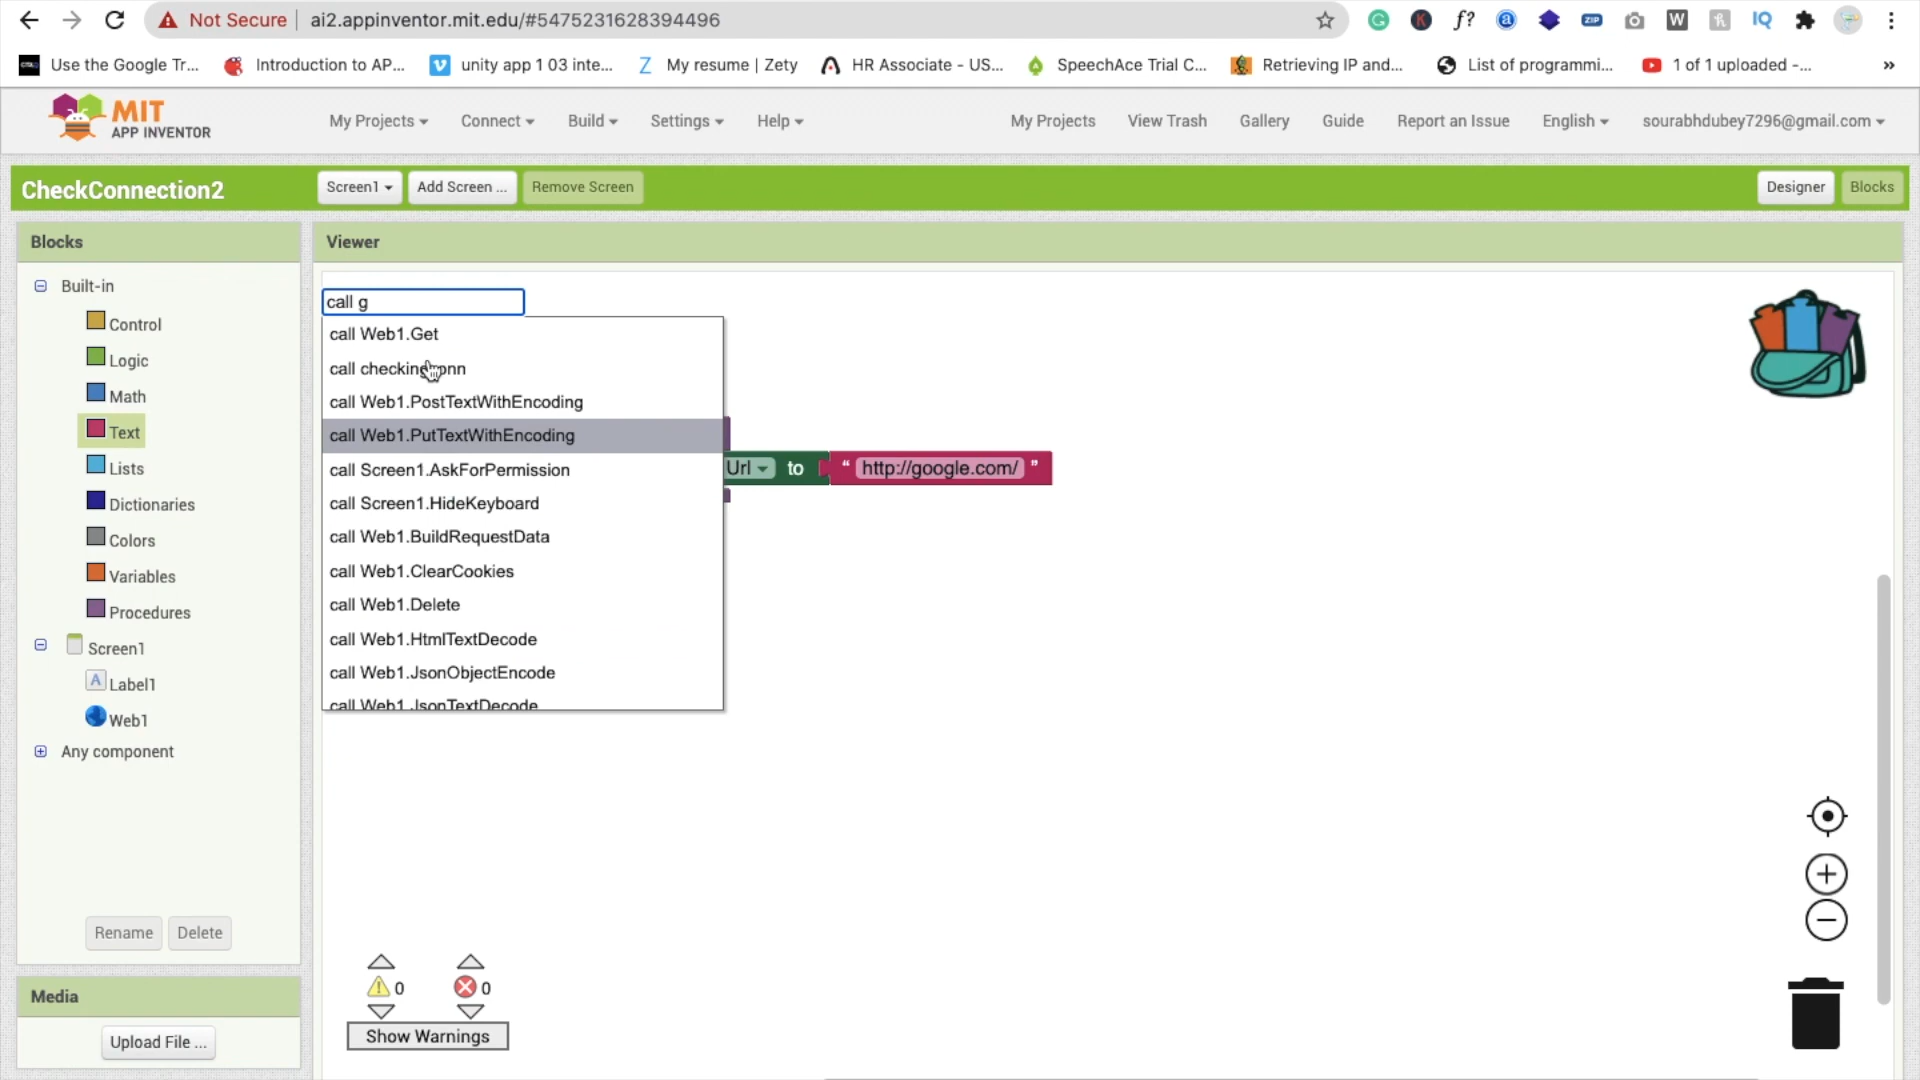 Not Secure
ai2.appinventor.mit.edu/#5475231628394496
Use the Google Tr...
Introduction to AP...
unity app 1 03 inte...
My resume | Zety
HR Associate - US...
SpeechAce Trial C...
Retrieving IP and...
List of programmi...
1 of 1 uploaded -...
»
MIT
APP INVENTOR
My Projects
Connect
Build
Settings
Help
My Projects
View Trash
Gallery
Guide
Report an Issue
English
sourabhdubey7296@gmail.com
CheckConnection2
Screen1
Add Screen ...
Remove Screen
Designer
Blocks
Blocks
Built-in
Control
Logic
Math
Text
Lists
Dictionaries
Colors
Variables
Procedures
Screen1
Label1
Web1
Any component
Rename
Delete
Media
Upload File ...
Viewer
call g
call Web1.Get
call Web1.PostTextWithEncoding
call Web1.PutTextWithEncoding
call Screen1.AskForPermission
call Screen1.HideKeyboard
call Web1.BuildRequestData
call Web1.ClearCookies
call Web1.Delete
call Web1.HtmlTextDecode
call Web1.JsonObjectEncode
call Web1.JsonTextDecode
Url to “ http://google.com/ ”
0
0
Show Warnings